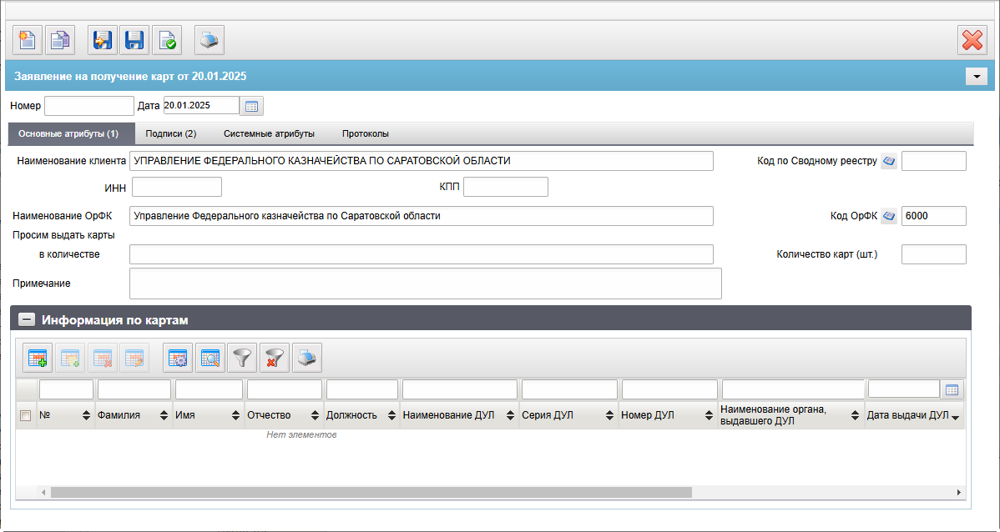 Заявление на получение карт от 20.01.2025
Номер Дата 20.01.2025
Основные атрибуты (1) Подписи (2) Системные атрибуты Протоколы
Наименование клиента УПРАВЛЕНИЕ ФЕДЕРАЛЬНОГО КАЗНАЧЕЙСТВА ПО САРАТОВСКОЙ ОБЛАСТИ Код по Сводному реестру
ИНН КПП
Наименование ОрФК Управление Федерального казначейства по Саратовской области Код ОрФК 6000
Просим выдать карты
в количестве Количество карт (шт.)
Примечание
Информация по картам
№ Фамилия Имя Отчество Должность Наименование ДУЛ Серия ДУЛ Номер ДУЛ Наименование органа, выдавшего ДУЛ Дата выдачи ДУЛ
Нет элементов